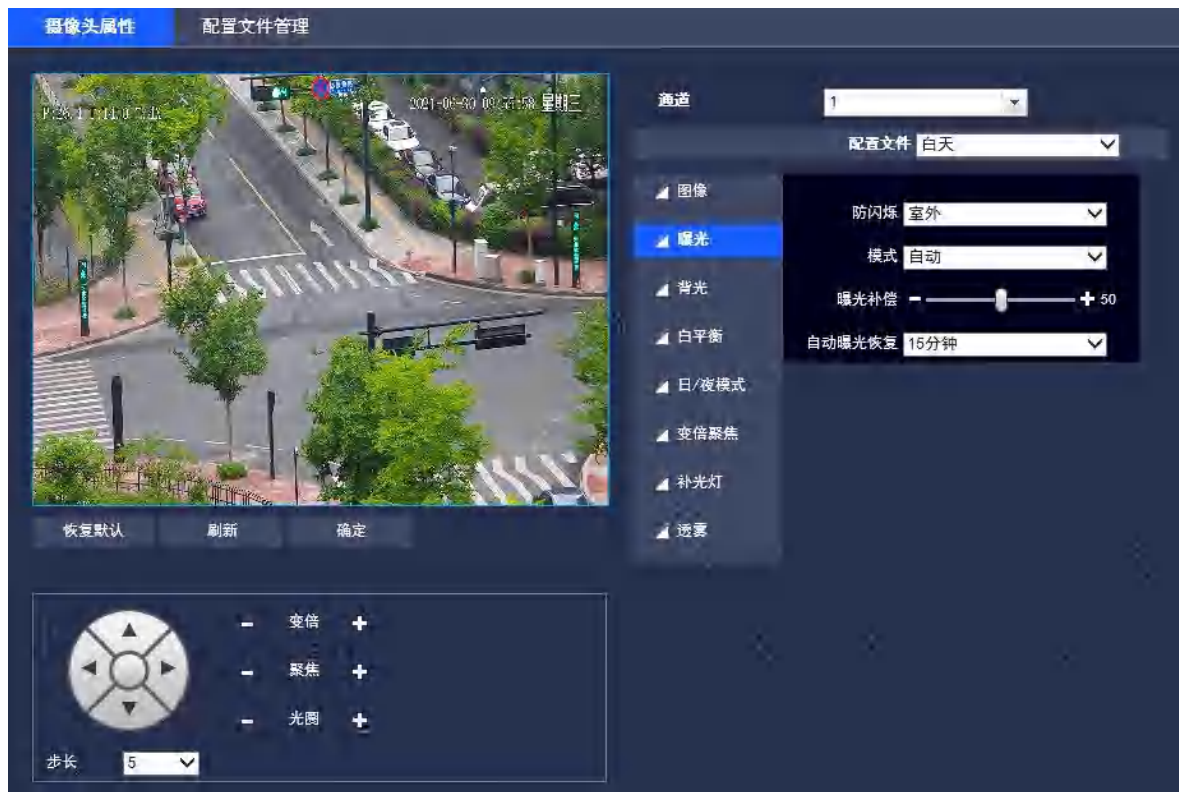 摄像头属性 配置文件管理
星期三
通道 1
配置文件 白天
图像
曝光
背光
白平衡
日/夜模式
变倍聚焦
补光灯
透雾
防闪烁 室外
模式 自动
曝光补偿 - + 50
自动曝光恢复 15分钟
恢复默认 刷新 确定
- 变倍 +
- 聚焦 +
- 光圈 +
步长 5